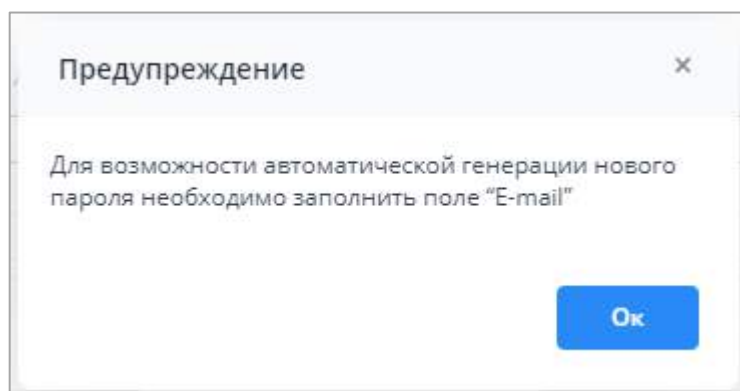 Предупреждение
×
Для возможности автоматической генерации нового
пароля необходимо заполнить поле “E-mail”
Ок